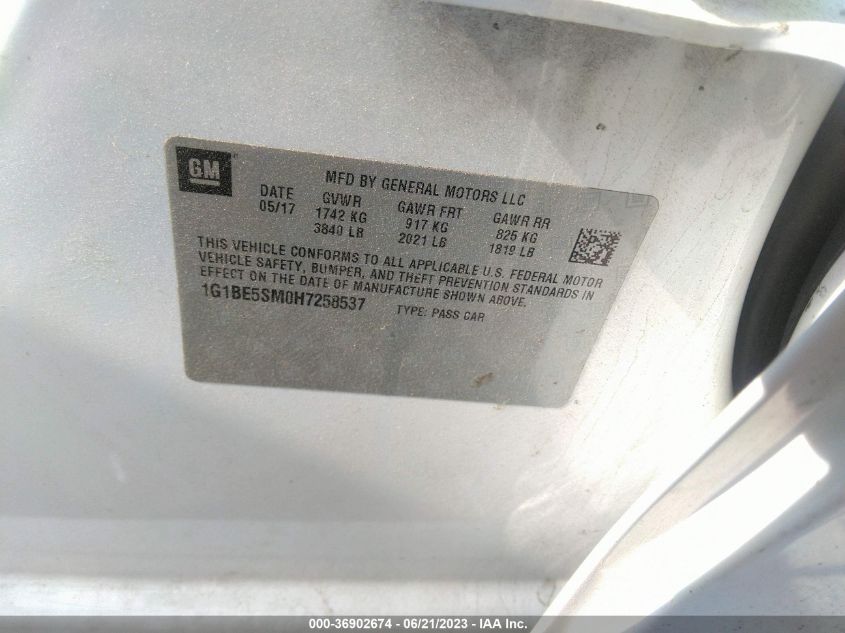 GM
MFD BY GENERAL MOTORS LLC
DATE GVWR GAWR FRT GAWR RR
05/17 1742 KG 917 KG 825 KG
3840 LB 2021 LB 1819 LB
THIS VEHICLE CONFORMS TO ALL APPLICABLE U.S. FEDERAL MOTOR
VEHICLE SAFETY, BUMPER, AND THEFT PREVENTION STANDARDS IN
EFFECT ON THE DATE OF MANUFACTURE SHOWN ABOVE.
1G1BE5SM0H7258537 TYPE: PASS CAR
000-36902674 - 06/21/2023 - IAAI - Copart